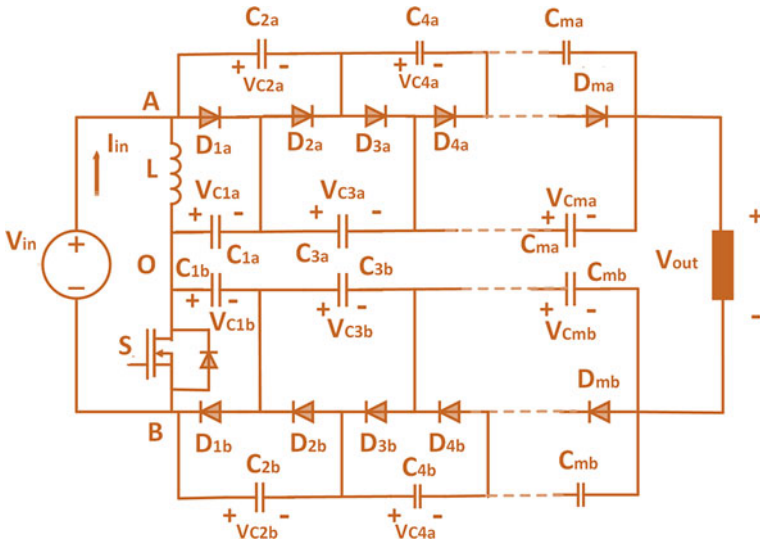 C2a C4a Cma
+ - + - 
VC2a VC4a Dma
A
D1a D2a D3a D4a
Iin L
VC1a VC3a VCma
+ - + - + -
Vin + C1a C3a Cma Vout +
O
− C1b C3b Cmb
+ - + - + - -
VC1b VC3b VCmb
S
Dmb
B
D1b D2b D3b D4b
C2b C4b Cmb
+ - + -
VC2b VC4a